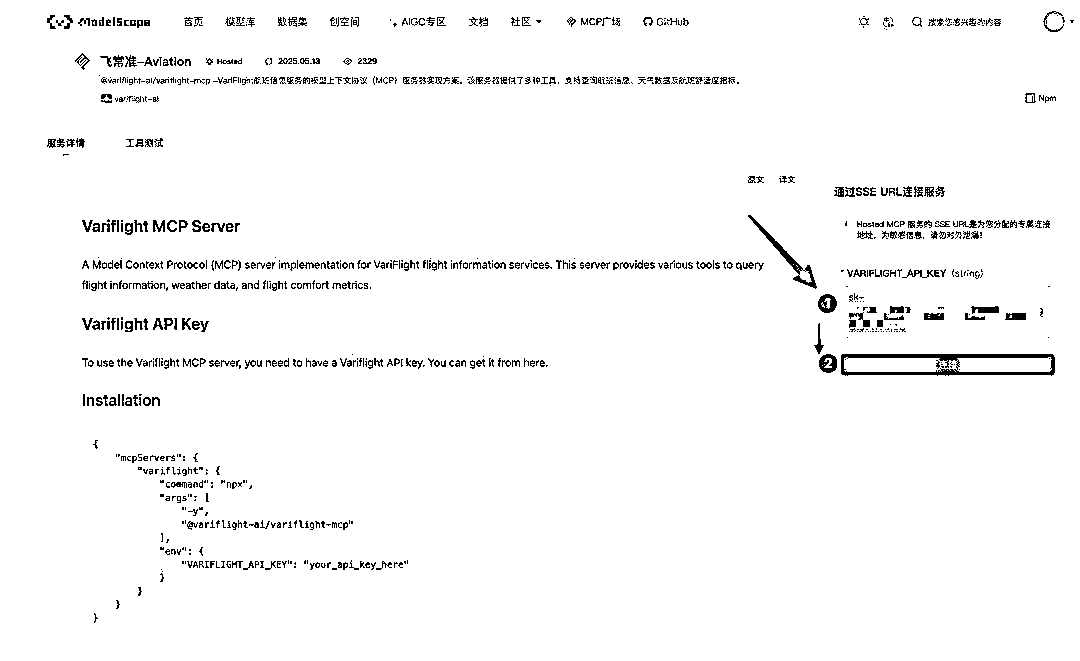 ModelScope 首页 模型库 数据集 创空间 AIGC专区 文档 社区 MCP广场 GitHub 搜索您感兴趣的内容
飞常准-Aviation Hosted 2025.05.13 2329
@variflight-ai/variflight-mcp -VariFlight航班信息服务的模型上下文协议（MCP）服务器实现方案。该服务器提供了多种工具，支持查询航班信息、天气数据及航班舒适度指标。
variflight-ai Npm
服务详情 工具测试
原文 译文
通过SSE URL连接服务
Hosted MCP 服务的 SSE URL是为您分配的专属连接
地址，为敏感信息，请勿对外泄漏!
* VARIFLIGHT_API_KEY (string)
1 sk-
2
Variflight MCP Server
A Model Context Protocol (MCP) server implementation for VariFlight flight information services. This server provides various tools to query
flight information, weather data, and flight comfort metrics.
Variflight API Key
To use the Variflight MCP server, you need to have a Variflight API key. You can get it from here.
Installation
{
"mcpServers": {
"variflight": {
"command": "npx",
"args": [
"-y",
"@variflight-ai/variflight-mcp"
],
"env": {
"VARIFLIGHT_API_KEY": "your_api_key_here"
}
}
}
}